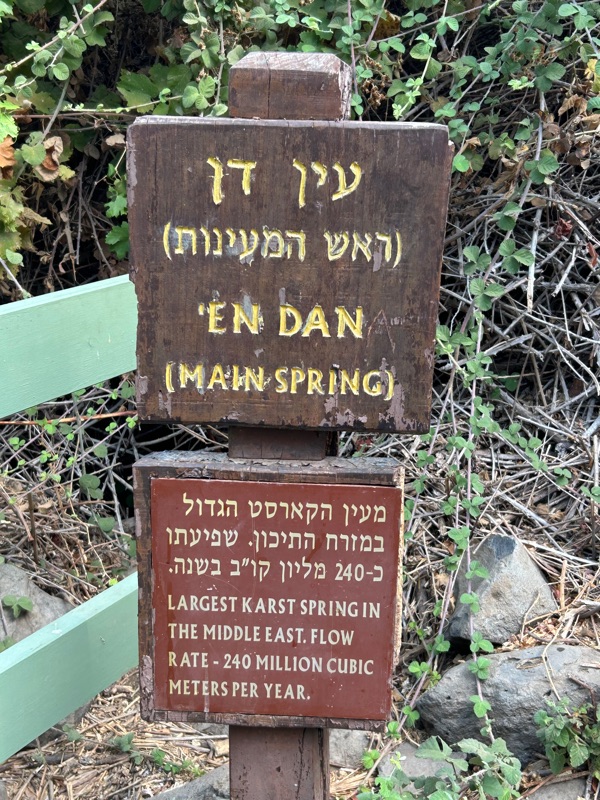 עין דן
(ראש המעינות)
'EN DAN
(MAIN SPRING)
מעין הקארסט הגדול
במזרח התיכון. שפיעתו
כ-240 מליון קו"ב בשנה.
LARGEST KARST SPRING IN
THE MIDDLE EAST. FLOW
RATE - 240 MILLION CUBIC
METERS PER YEAR.